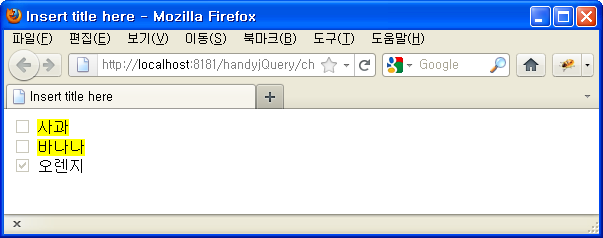 Insert title here - Mozilla Firefox
파일(F) 편집(E) 보기(V) 이동(S) 북마크(B) 도구(T) 도움말(H)
http://localhost:8181/handyjQuery/ch
Google
Insert title here
사과
바나나
오렌지